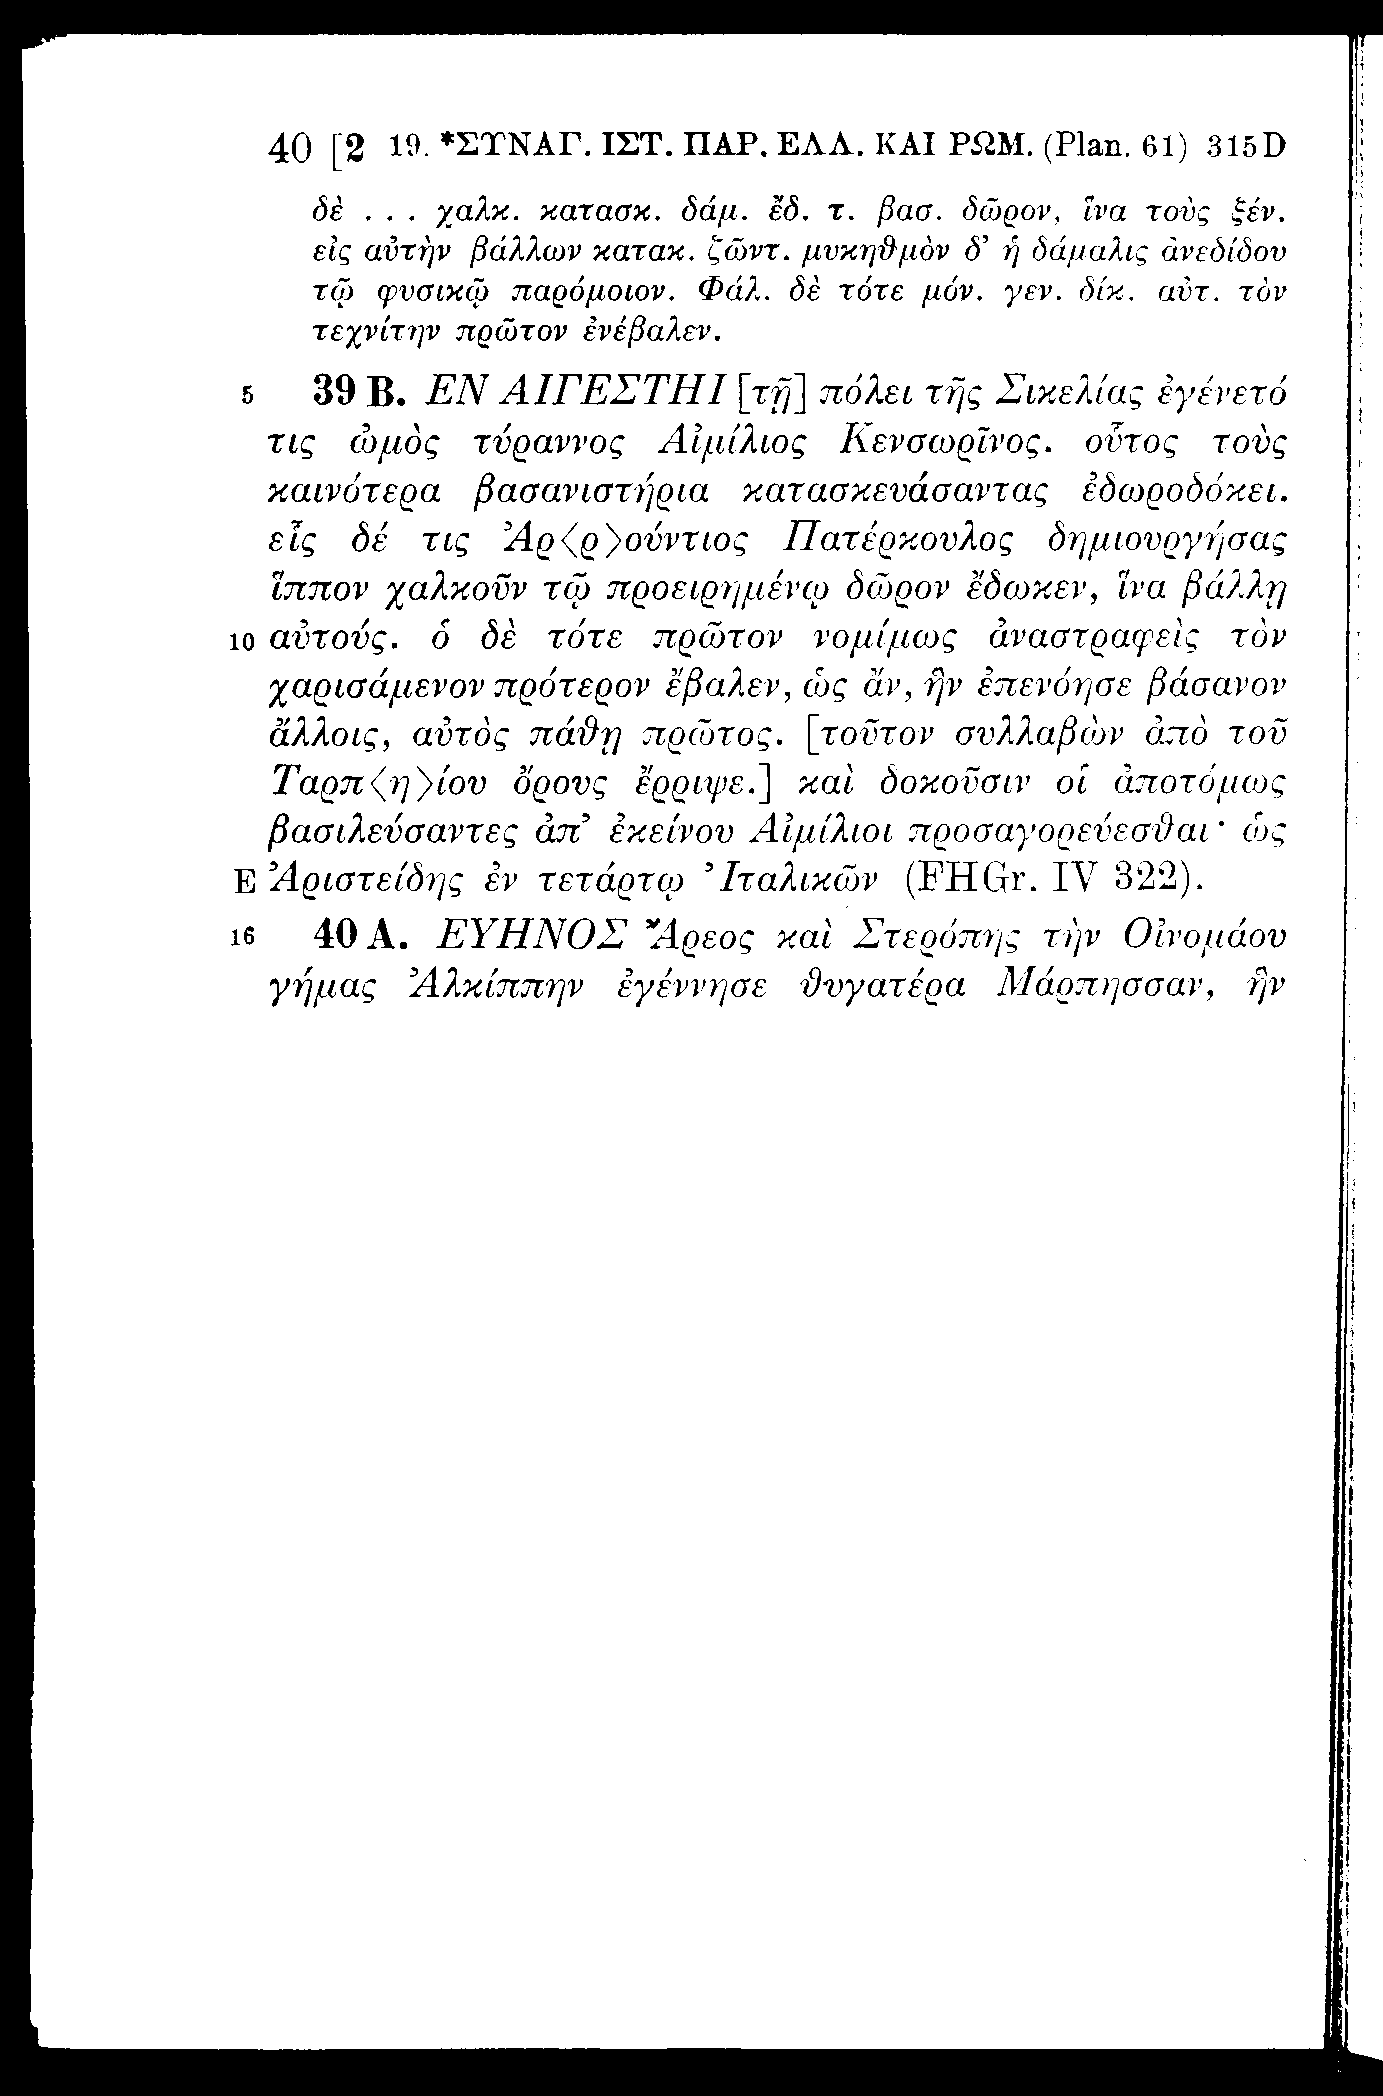 40 [2 19. *ΣΥΝΑΓ. ΙΣΤ. ΠΑΡ. ΕΛΛ. ΚΑΙ ΡΩΜ. (Plan. 61) 315D
δὲ . . . χαλκ. κατασκ. δάμ. ἔδ. τ. βασ. δῶρον, ἵνα τοὺς ξέν.
εἰς αὐτὴν βάλλων κατακ. ζῶντ. μυκηθμὸν δ’ ἡ δάμαλις ἀνεδίδου
τῷ φυσικῷ παρόμοιον. Φάλ. δὲ τότε μόν. γεν. δίκ. αὐτ. τὸν
τεχνίτην πρῶτον ἐνέβαλεν.
5 39 B. ΕΝ ΑΙΓΕΣΤΗΙ [τῇ] πόλει τῆς Σικελίας ἐγένετό
τις ὠμὸς τύραννος Αἰμίλιος Κενσωρῖνος. οὗτος τοὺς
καινότερα βασανιστήρια κατασκευάσαντας ἐδωροδόκει.
εἷς δέ τις Ἀρ⟨ρ⟩ούντιος Πατέρκουλος δημιουργήσας
ἵππον χαλκοῦν τῷ προειρημένῳ δῶρον ἔδωκεν, ἵνα βάλλῃ
10 αὐτούς. ὁ δὲ τότε πρῶτον νομίμως ἀναστραφεὶς τὸν
χαρισάμενον πρότερον ἔβαλεν, ὡς ἄν, ἣν ἐπενόησε βάσανον
ἄλλοις, αὐτὸς πάθῃ πρῶτος. [τοῦτον συλλαβὼν ἀπὸ τοῦ
Ταρπ⟨η⟩ίου ὄρους ἔρριψε.] καὶ δοκοῦσιν οἱ ἀποτόμως
βασιλεύσαντες ἀπ’ ἐκείνου Αἰμίλιοι προσαγορεύεσθαι· ὡς
E Ἀριστείδης ἐν τετάρτῳ Ἰταλικῶν (FHGr. IV 322).
16 40 A. ΕΥΗΝΟΣ Ἄρεος καὶ Στερόπης τὴν Οἰνομάου
γήμας Ἀλκίππην ἐγέννησε θυγατέρα Μάρπησσαν, ἣν